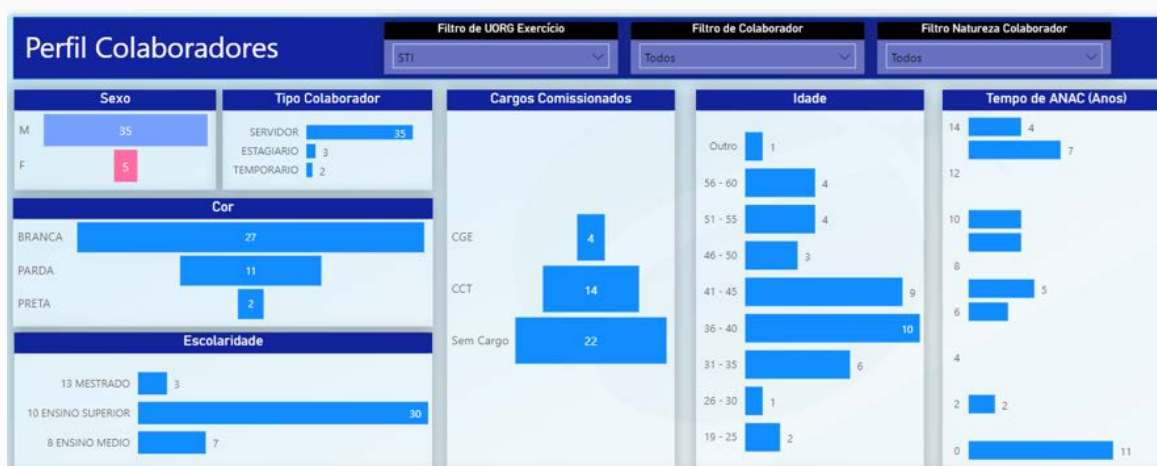 Perfil Colaboradores
Filtro de UORG Exercício
STI
Filtro de Colaborador
Todos
Filtro Natureza Colaborador
Todos
Sexo
M 35
F 5
Tipo Colaborador
SERVIDOR 35
ESTAGIARIO 3
TEMPORARIO 2
Cor
BRANCA 27
PARDA 11
PRETA 2
Escolaridade
13 MESTRADO 3
10 ENSINO SUPERIOR 30
8 ENSINO MEDIO 7
Cargos Comissionados
CGE 4
CCT 14
Sem Cargo 22
Idade
Outro 1
56 - 60 4
51 - 55 4
46 - 50 3
41 - 45 9
36 - 40 10
31 - 35 6
26 - 30 1
19 - 25 2
Tempo de ANAC (Anos)
14 4
7
12
10
8
5
6
4
2 2
0 11